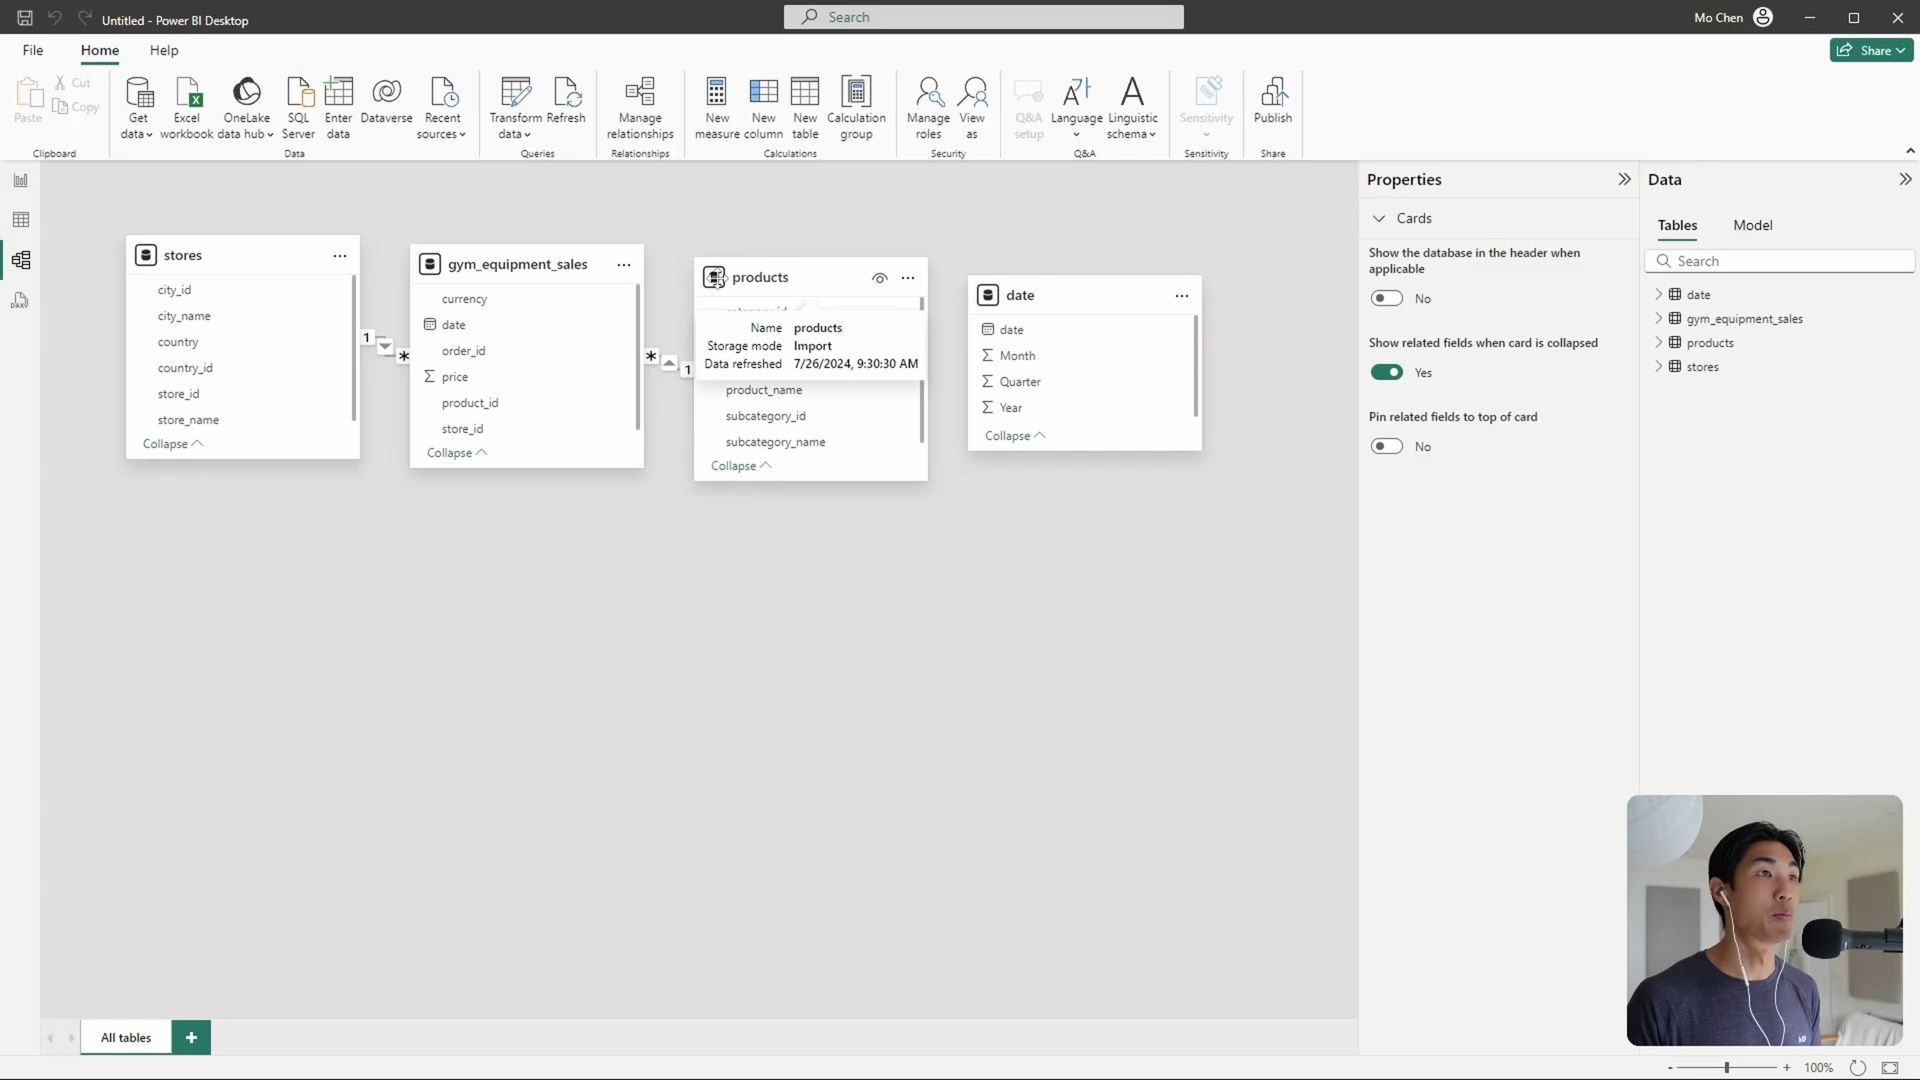 Untitled - Power BI Desktop
Search
Mo Chen
File
Home
Help
Share
Paste
Cut
Copy
Clipboard
Get data
Excel workbook
OneLake data hub
SQL Server
Enter data
Dataverse
Recent sources
Data
Transform data
Refresh
Queries
Manage relationships
Relationships
New measure
New column
New table
Calculation group
Calculations
Manage roles
View as
Security
Q&A setup
Language
Linguistic schema
Q&A
Sensitivity
Sensitivity
Publish
Share
stores
city_id
city_name
country
country_id
store_id
store_name
Collapse
1
*
gym_equipment_sales
currency
date
order_id
price
product_id
store_id
Collapse
*
1
products
Name products
Storage mode Import
Data refreshed 7/26/2024, 9:30:30 AM
product_name
subcategory_id
subcategory_name
Collapse
date
date
Month
Quarter
Year
Collapse
Properties
Cards
Show the database in the header when
applicable
No
Show related fields when card is collapsed
Yes
Pin related fields to top of card
No
Data
Tables
Model
Search
date
gym_equipment_sales
products
stores
All tables
+
- + 100%